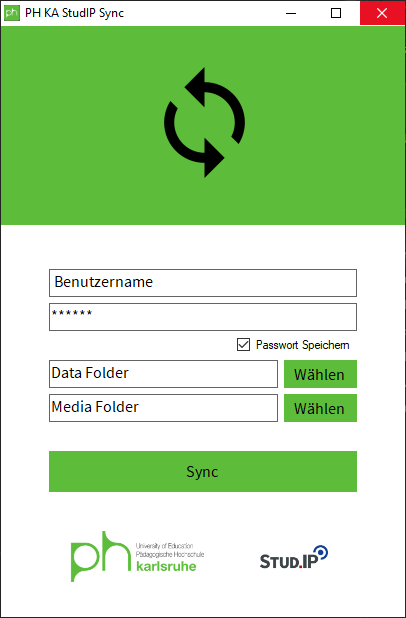 ph PH KA StudIP Sync
Benutzername
******
Passwort Speichern
Data Folder
Wählen
Media Folder
Wählen
Sync
ph
University of Education
Pädagogische Hochschule
karlsruhe
STUD.IP